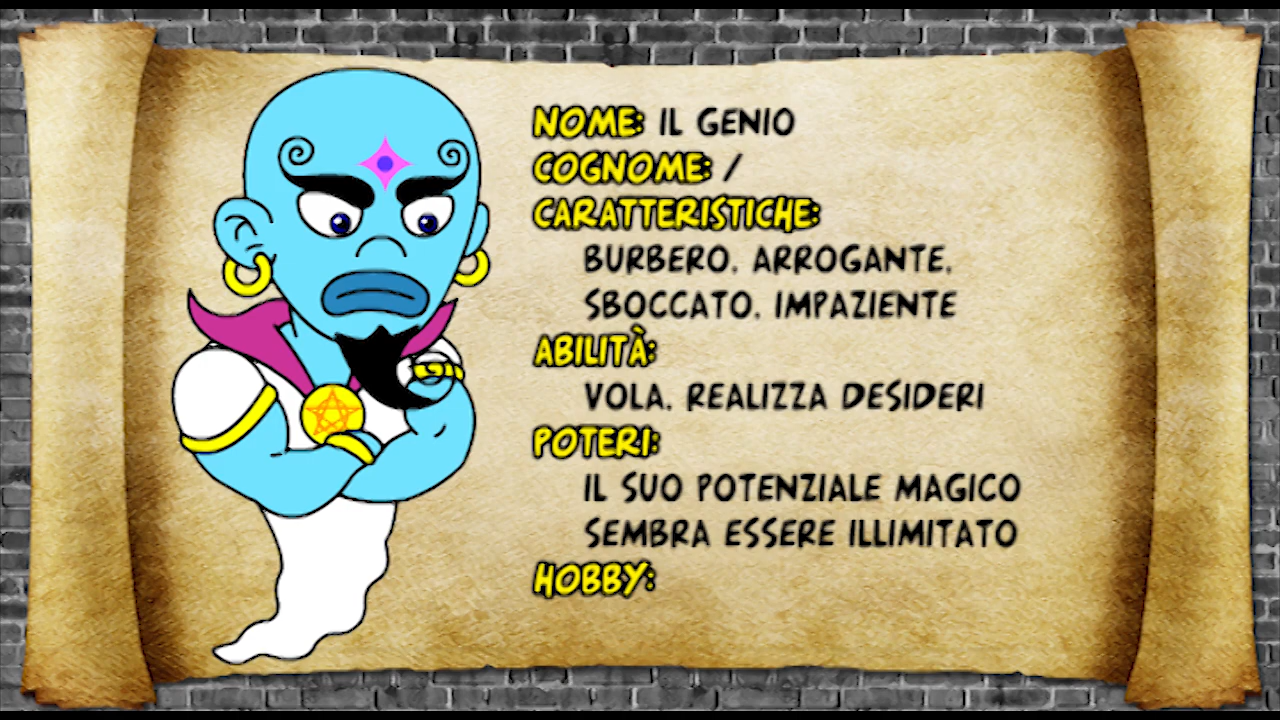 NOME: IL GENIO
COGNOME: /
CARATTERISTICHE:
BURBERO, ARROGANTE,
SBOCCATO, IMPAZIENTE
ABILITÀ:
VOLA, REALIZZA DESIDERI
POTERI:
IL SUO POTENZIALE MAGICO
SEMBRA ESSERE ILLIMITATO
HOBBY: